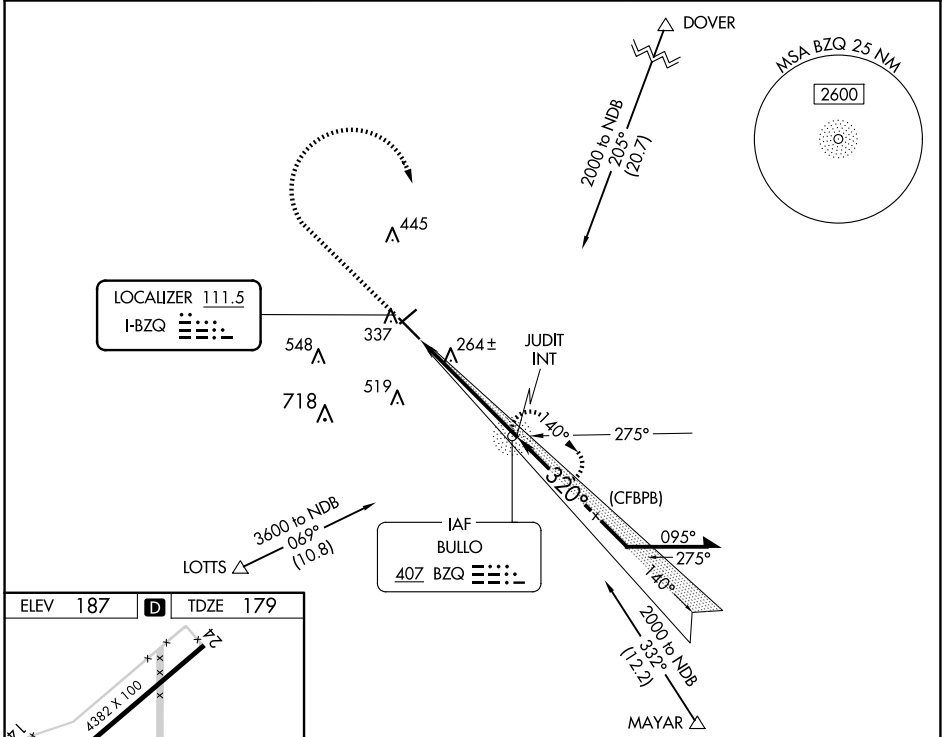 DOVER
MSA BZQ 25 NM
2600
2000 to NDB
205°
(20.7)
445
LOCALIZER 111.5
I-BZQ
337
264±
JUDIT
INT
548
519
718
140°
275°
320°
(CFBPB)
3600 to NDB
069°
(10.8)
LOTTS
IAF
BULLO
407 BZQ
095°
275°
140°
2000 to NDB
332°
(12.2)
MAYAR
ELEV 187 D TDZE 179
24
4382 X 100
14